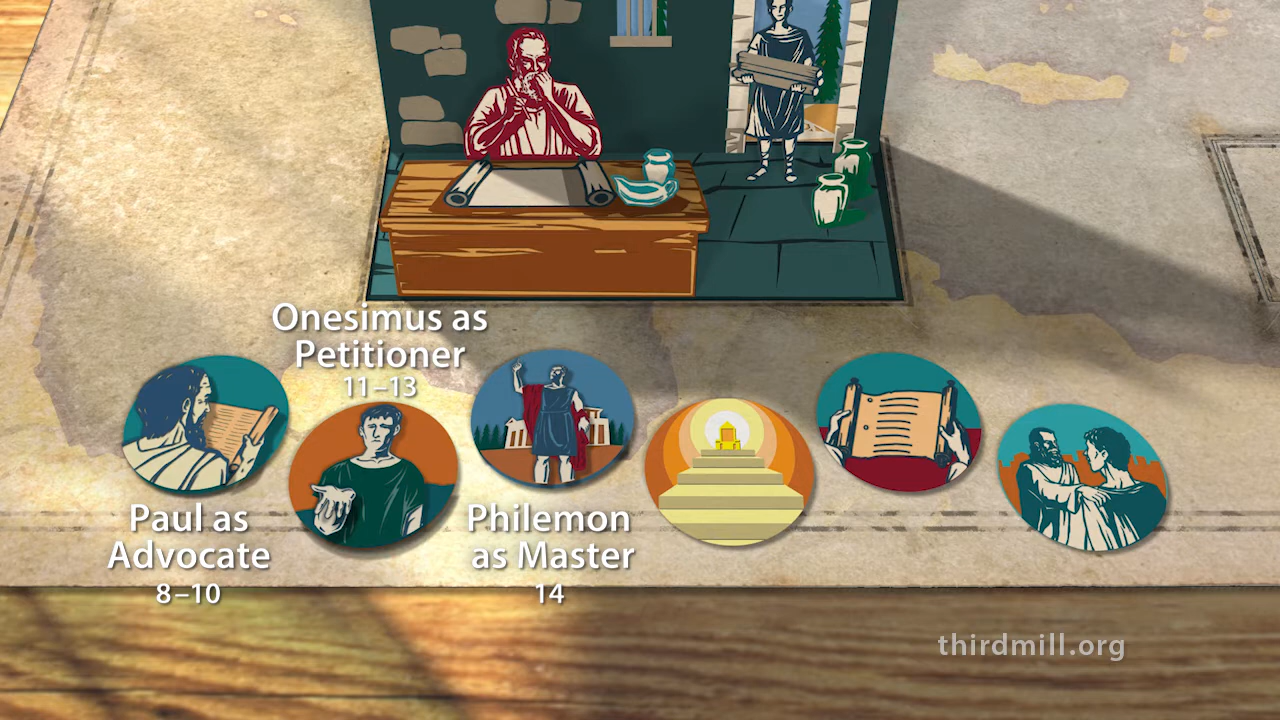 Onesimus as
Petitioner
11–13
Paul as
Advocate
8–10
Philemon
as Master
14
thirdmill.org